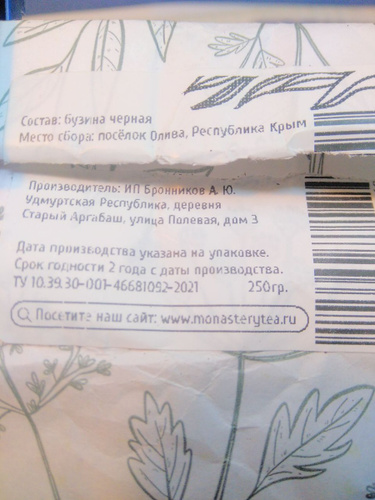 Состав: бузина черная
Место сбора: посёлок Олива, Республика Крым
Производитель: ИП Бронников А. Ю.
Удмуртская Республика, деревня
Старый Аргабаш, улица Полевая, дом 3
Дата производства указана на упаковке.
Срок годности 2 года с даты производства.
ТУ 10.39.30-001-46681092-2021 250гр.
Посетите наш сайт: www.monasterytea.ru